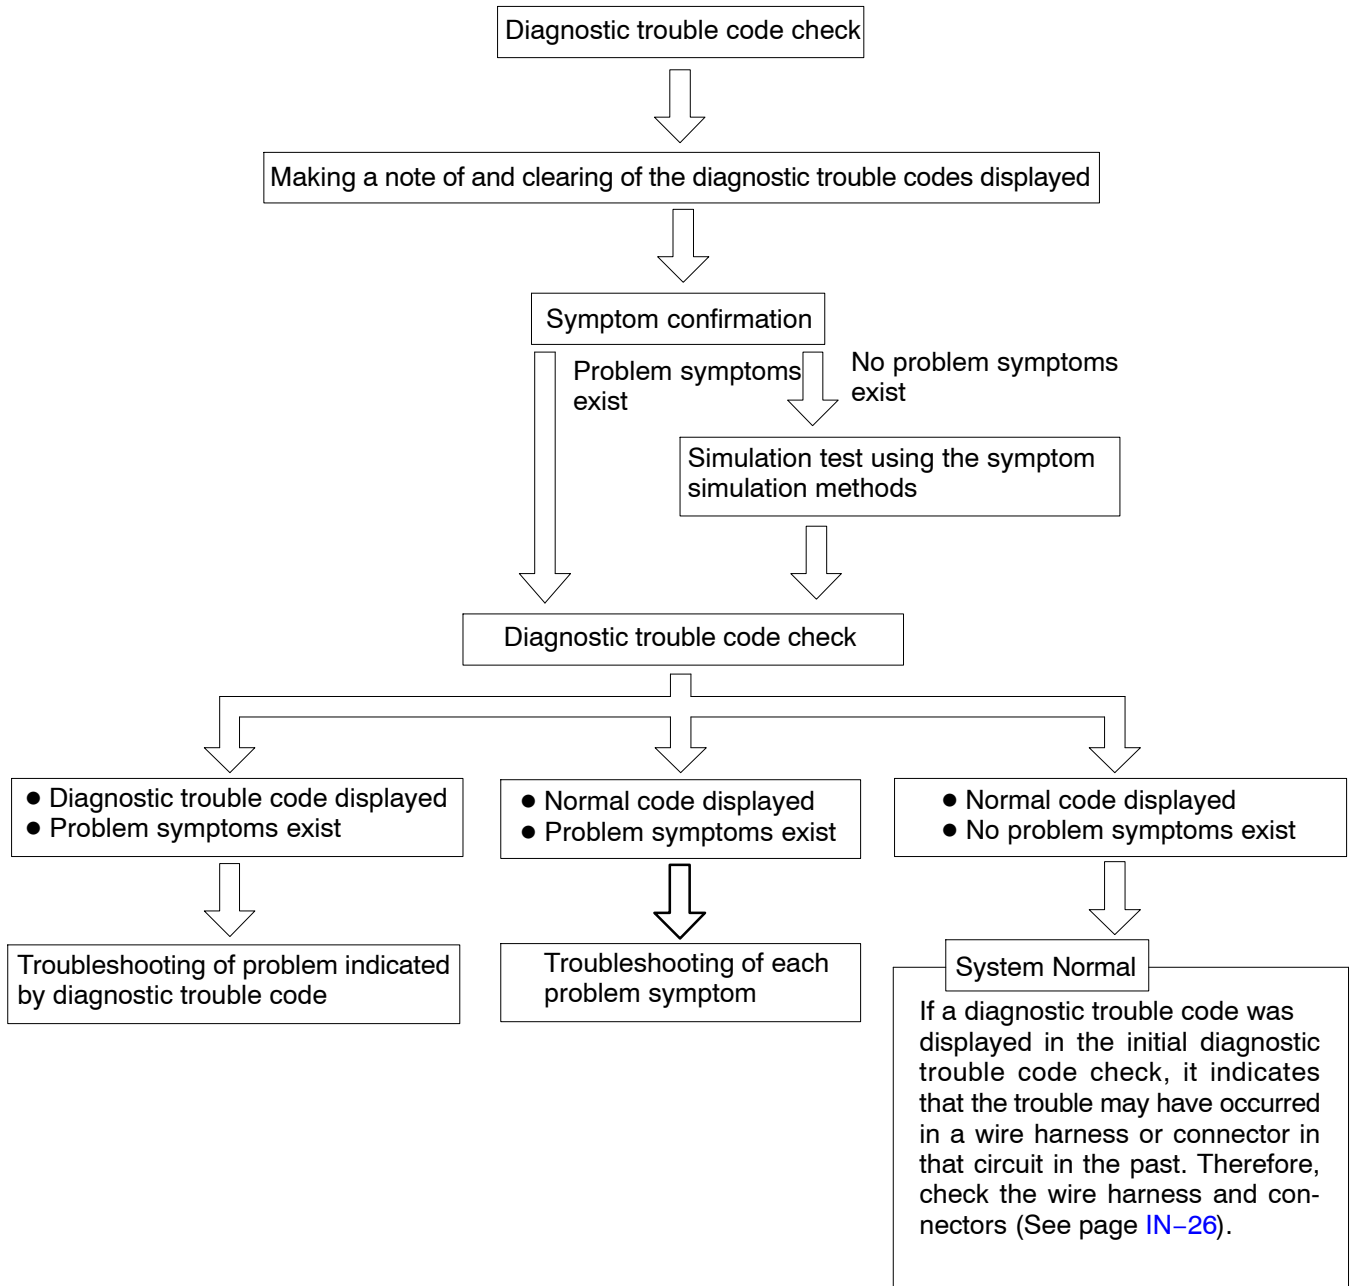 Diagnostic trouble code check
Making a note of and clearing of the diagnostic trouble codes displayed
Symptom confirmation
Problem symptoms
exist
No problem symptoms
exist
Simulation test using the symptom
simulation methods
Diagnostic trouble code check
● Diagnostic trouble code displayed
● Problem symptoms exist
● Normal code displayed
● Problem symptoms exist
● Normal code displayed
● No problem symptoms exist
Troubleshooting of problem indicated
by diagnostic trouble code
Troubleshooting of each
problem symptom
System Normal
If a diagnostic trouble code was
displayed in the initial diagnostic
trouble code check, it indicates
that the trouble may have occurred
in a wire harness or connector in
that circuit in the past. Therefore,
check the wire harness and con-
nectors (See page IN−26).